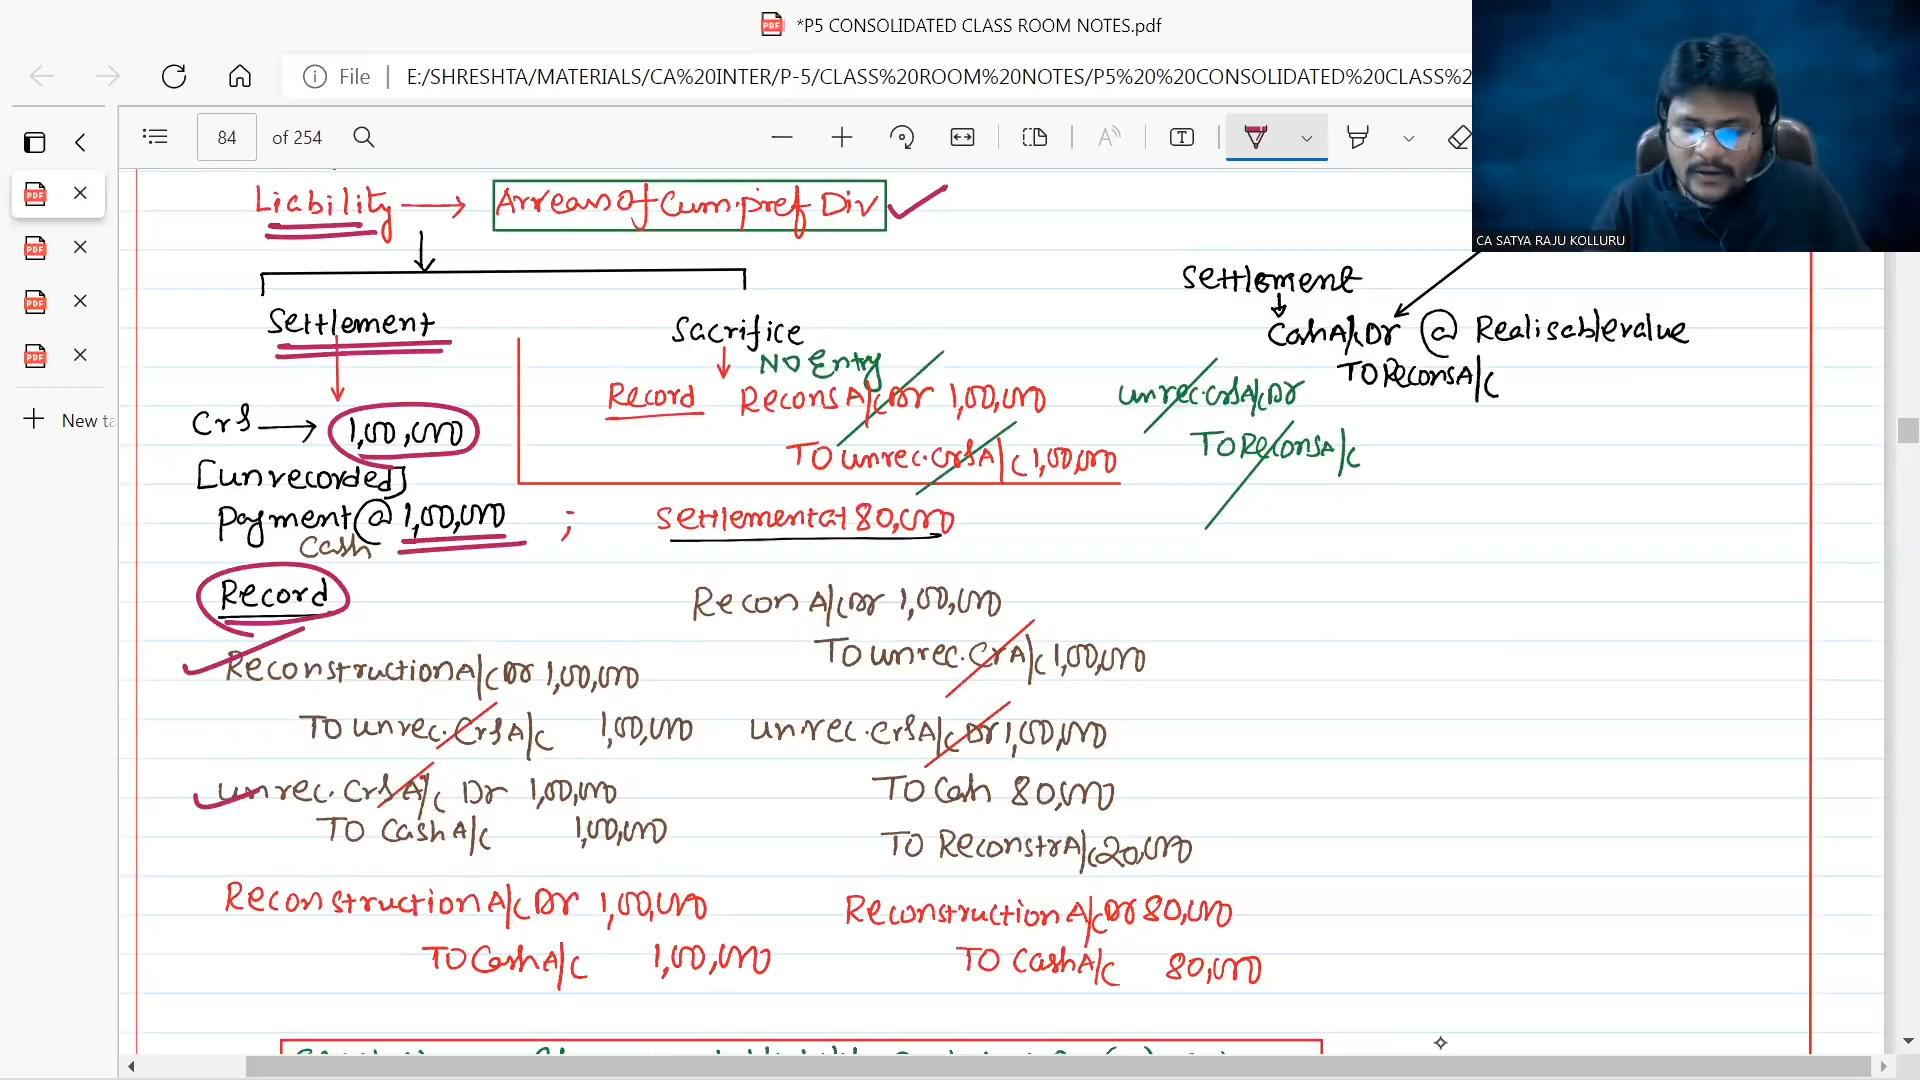 *P5 CONSOLIDATED CLASS ROOM NOTES.pdf
File | E:/SHRESHTA/MATERIALS/CA%20INTER/P-5/CLASS%20ROOM%20NOTES/P5%20%20CONSOLIDATED%20CLASS%2
84 of 254
New ta
CA SATYA RAJU KOLLURU
Liability → Arrears of Cum.pref Div
Settlement
Sacrifice
No Entry
Record Recons A/c Dr 1,00,000
To unrec.Crs A/c 1,00,000
Crs → 1,00,000
[unrecorded]
payment @ 1,00,000 ; Settlement at 80,000
Cash
Settlement
Cash A/c Dr @ Realisable value
To Recons A/c
unrec.crs A/c Dr
To Recons A/c
Record
Reconstruction A/c Dr 1,00,000
To unrec.Crs A/c 1,00,000
unrec.Crs A/c Dr 1,00,000
To Cash A/c 1,00,000
Reconstruction A/c Dr 1,00,000
To Cash A/c 1,00,000
Recon A/c Dr 1,00,000
To unrec.Cr A/c 1,00,000
unrec.crs A/c Dr 1,00,000
To Cash 80,000
To Reconstr A/c 20,000
Reconstruction A/c Dr 80,000
To Cash A/c 80,000